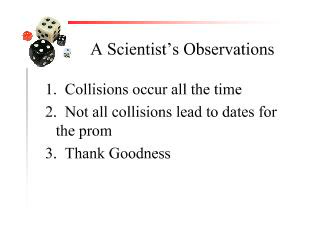 A Scientist's Observations
1. Collisions occur all the time
2. Not all collisions lead to dates for
the prom
3. Thank Goodness